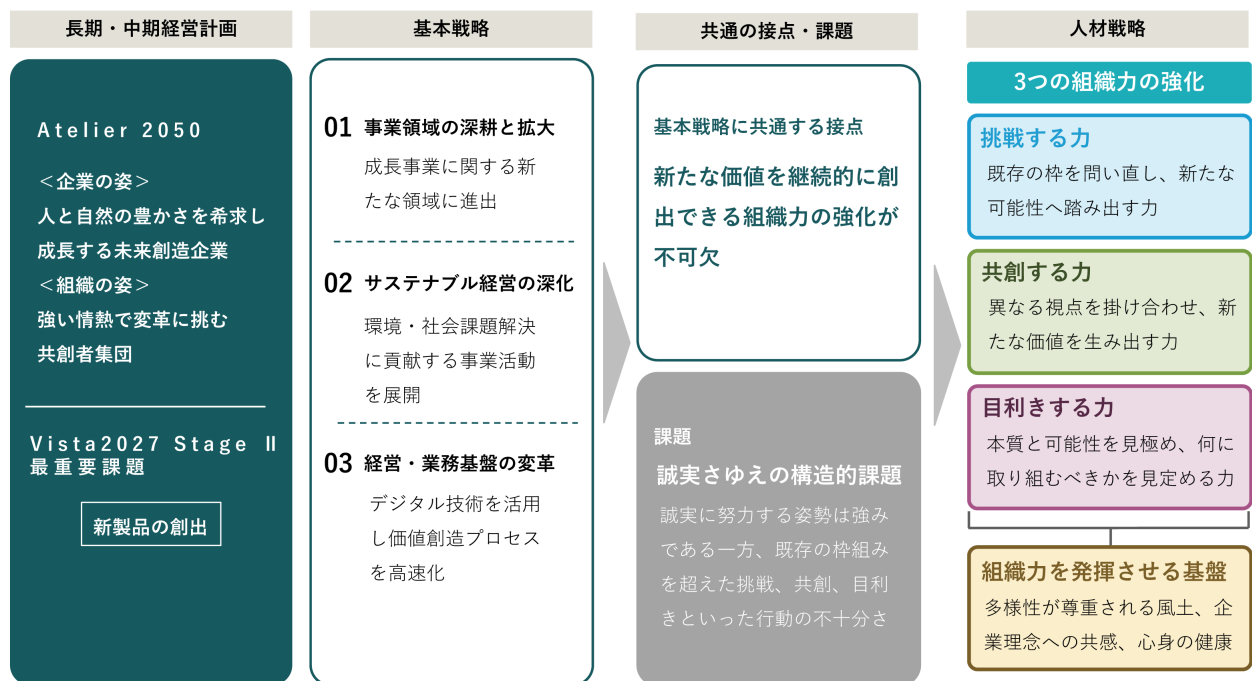 長期・中期経営計画
Atelier 2050
＜企業の姿＞
人と自然の豊かさを希求し
成長する未来創造企業
＜組織の姿＞
強い情熱で変革に挑む
共創者集団
Vista2027 Stage Ⅱ
最重要課題
新製品の創出
基本戦略
01 事業領域の深耕と拡大
成長事業に関する新
たな領域に進出
02 サステナブル経営の深化
環境・社会課題解決
に貢献する事業活動
を展開
03 経営・業務基盤の変革
デジタル技術を活用
し価値創造プロセス
を高速化
共通の接点・課題
基本戦略に共通する接点
新たな価値を継続的に創
出できる組織力の強化が
不可欠
課題
誠実さゆえの構造的課題
誠実に努力する姿勢は強み
である一方、既存の枠組み
を超えた挑戦、共創、目利
きといった行動の不十分さ
人材戦略
3つの組織力の強化
挑戦する力
既存の枠を問い直し、新たな
可能性へ踏み出す力
共創する力
異なる視点を掛け合わせ、新
たな価値を生み出す力
目利きする力
本質と可能性を見極め、何に
取り組むべきかを見定める力
組織力を発揮させる基盤
多様性が尊重される風土、企
業理念への共感、心身の健康